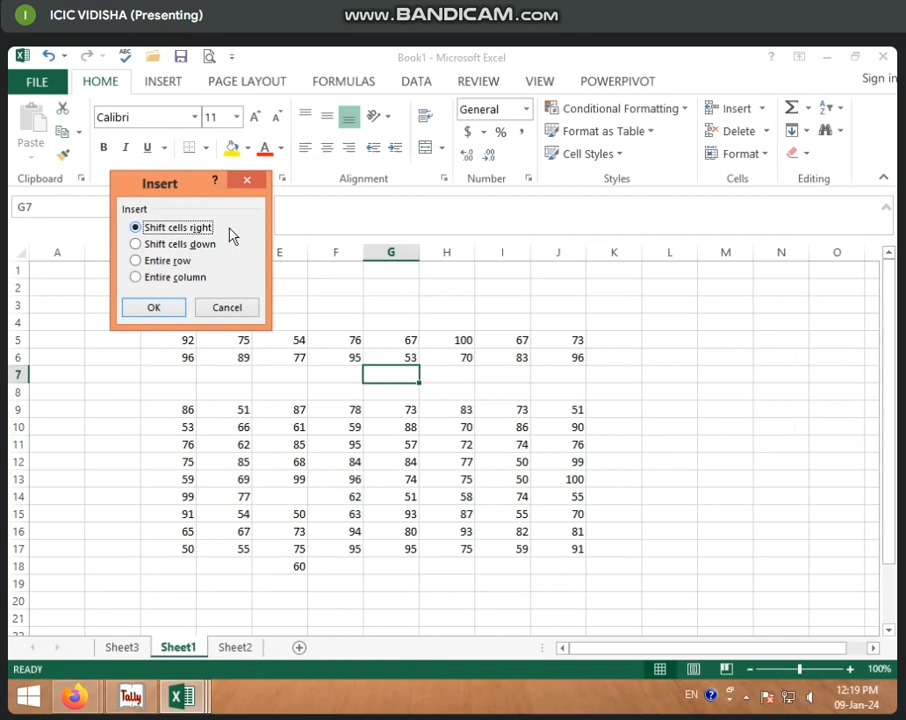 I ICIC VIDISHA (Presenting)
www.BANDICAM.com
Book1 - Microsoft Excel
FILE HOME INSERT PAGE LAYOUT FORMULAS DATA REVIEW VIEW POWERPIVOT Sign in
Paste Calibri 11 General Conditional Formatting Insert
B I U A $ % , Format as Table Delete
Cell Styles Format
Clipboard Alignment Number Styles Cells Editing
G7
Insert ?
Insert
Shift cells right
Shift cells down
Entire row
Entire column
OK Cancel
A E F G H I J K L M N O
1
2
3
4
5 92 75 54 76 67 100 67 73
6 96 89 77 95 53 70 83 96
7
8
9 86 51 87 78 73 83 73 51
10 53 66 61 59 88 70 86 90
11 76 62 85 95 57 72 74 76
12 75 85 68 84 84 77 50 99
13 59 69 99 96 74 75 50 100
14 99 77 62 51 58 74 55
15 91 54 50 63 93 87 55 70
16 65 67 73 94 80 93 82 81
17 50 55 75 95 95 75 59 91
18 60
19
20
21
Sheet3 Sheet1 Sheet2
READY 100%
Tally EN 12:19 PM
09-Jan-24